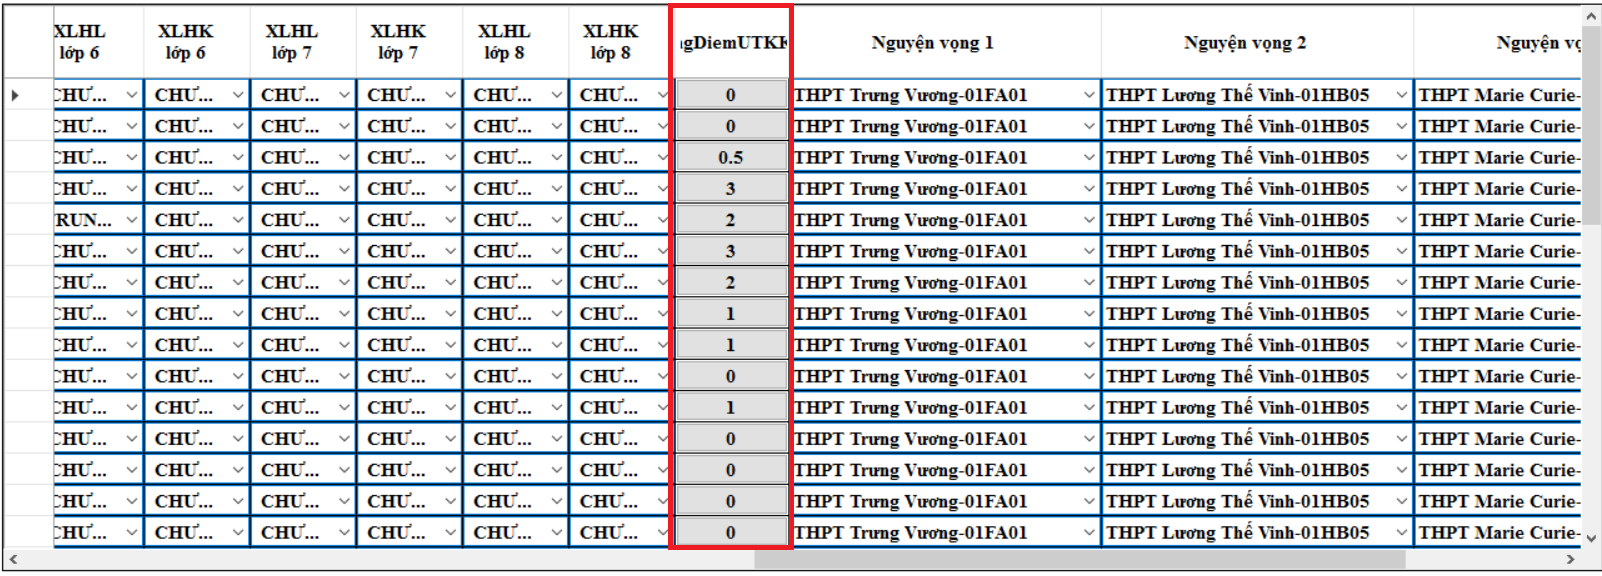 XLHL lớp 6 XLHK lớp 6 XLHL lớp 7 XLHK lớp 7 XLHL lớp 8 XLHK lớp 8 ngDiemUTKK Nguyện vọng 1 Nguyện vọng 2 Nguyện vọ
CHƯ... CHƯ... CHƯ... CHƯ... CHƯ... CHƯ... 0 THPT Trưng Vương-01FA01 THPT Lương Thế Vinh-01HB05 THPT Marie Curie-
CHƯ... CHƯ... CHƯ... CHƯ... CHƯ... CHƯ... 0 THPT Trưng Vương-01FA01 THPT Lương Thế Vinh-01HB05 THPT Marie Curie-
CHƯ... CHƯ... CHƯ... CHƯ... CHƯ... CHƯ... 0.5 THPT Trưng Vương-01FA01 THPT Lương Thế Vinh-01HB05 THPT Marie Curie-
CHƯ... CHƯ... CHƯ... CHƯ... CHƯ... CHƯ... 3 THPT Trưng Vương-01FA01 THPT Lương Thế Vinh-01HB05 THPT Marie Curie-
RUN... CHƯ... CHƯ... CHƯ... CHƯ... CHƯ... 2 THPT Trưng Vương-01FA01 THPT Lương Thế Vinh-01HB05 THPT Marie Curie-
CHƯ... CHƯ... CHƯ... CHƯ... CHƯ... CHƯ... 3 THPT Trưng Vương-01FA01 THPT Lương Thế Vinh-01HB05 THPT Marie Curie-
CHƯ... CHƯ... CHƯ... CHƯ... CHƯ... CHƯ... 2 THPT Trưng Vương-01FA01 THPT Lương Thế Vinh-01HB05 THPT Marie Curie-
CHƯ... CHƯ... CHƯ... CHƯ... CHƯ... CHƯ... 1 THPT Trưng Vương-01FA01 THPT Lương Thế Vinh-01HB05 THPT Marie Curie-
CHƯ... CHƯ... CHƯ... CHƯ... CHƯ... CHƯ... 1 THPT Trưng Vương-01FA01 THPT Lương Thế Vinh-01HB05 THPT Marie Curie-
CHƯ... CHƯ... CHƯ... CHƯ... CHƯ... CHƯ... 0 THPT Trưng Vương-01FA01 THPT Lương Thế Vinh-01HB05 THPT Marie Curie-
CHƯ... CHƯ... CHƯ... CHƯ... CHƯ... CHƯ... 1 THPT Trưng Vương-01FA01 THPT Lương Thế Vinh-01HB05 THPT Marie Curie-
CHƯ... CHƯ... CHƯ... CHƯ... CHƯ... CHƯ... 0 THPT Trưng Vương-01FA01 THPT Lương Thế Vinh-01HB05 THPT Marie Curie-
CHƯ... CHƯ... CHƯ... CHƯ... CHƯ... CHƯ... 0 THPT Trưng Vương-01FA01 THPT Lương Thế Vinh-01HB05 THPT Marie Curie-
CHƯ... CHƯ... CHƯ... CHƯ... CHƯ... CHƯ... 0 THPT Trưng Vương-01FA01 THPT Lương Thế Vinh-01HB05 THPT Marie Curie-
CHƯ... CHƯ... CHƯ... CHƯ... CHƯ... CHƯ... 0 THPT Trưng Vương-01FA01 THPT Lương Thế Vinh-01HB05 THPT Marie Curie-